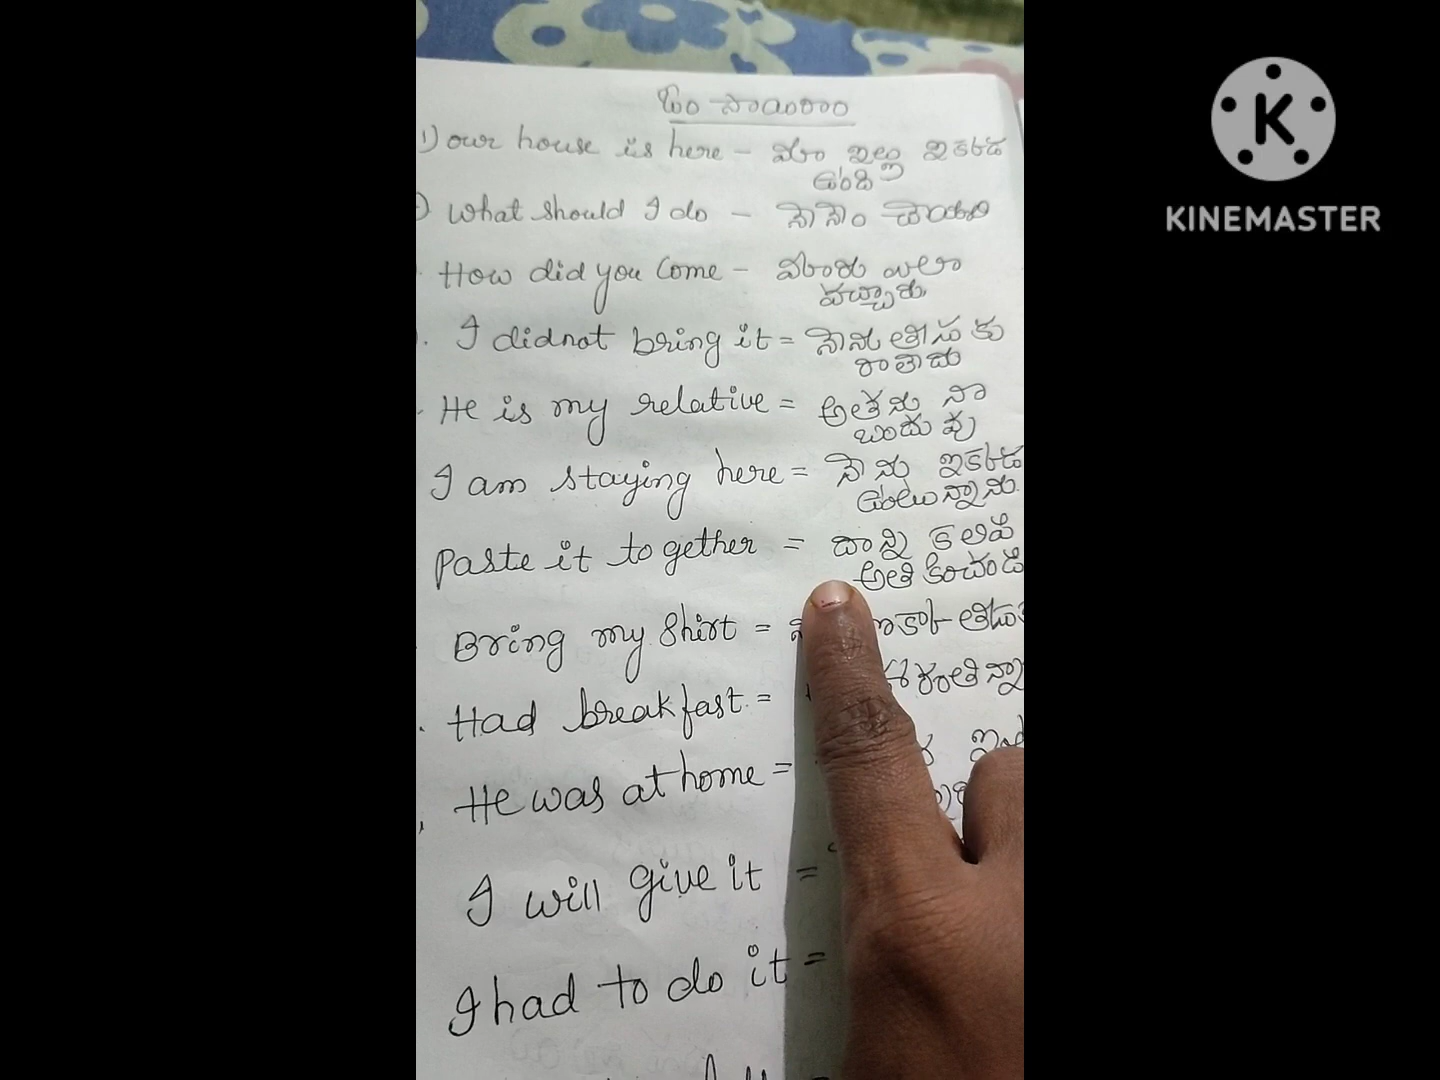 ఓం సాయిరాం
1) our house is here - మా ఇల్లు ఇక్కడ
ఉంది
What should I do - నేనేం చేయాలి
How did you Come - మీరు ఎలా
వచ్చారు
I didnot bring it = నేను తీసుకు
రాలేదు
He is my relative = అతను నా
బందువు
I am staying here = నేను ఇక్కడ
ఉంటున్నాను.
Paste it together = దాన్ని కలిపి
అతికించండి
Bring my Shirt =
Had breakfast =
He was at home =
I will give it =
I had to do it =
K
KINEMASTER